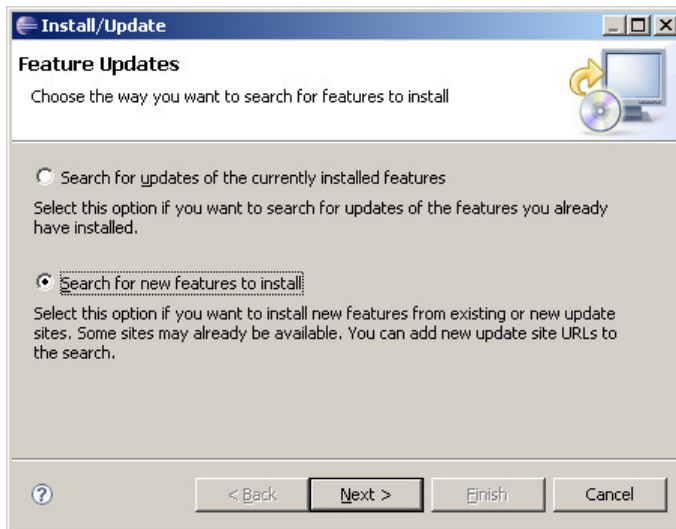 Install/Update
Feature Updates
Choose the way you want to search for features to install
Search for updates of the currently installed features
Select this option if you want to search for updates of the features you already
have installed.
Search for new features to install
Select this option if you want to install new features from existing or new update
sites. Some sites may already be available. You can add new update site URLs to
the search.
?
< Back
Next >
Finish
Cancel